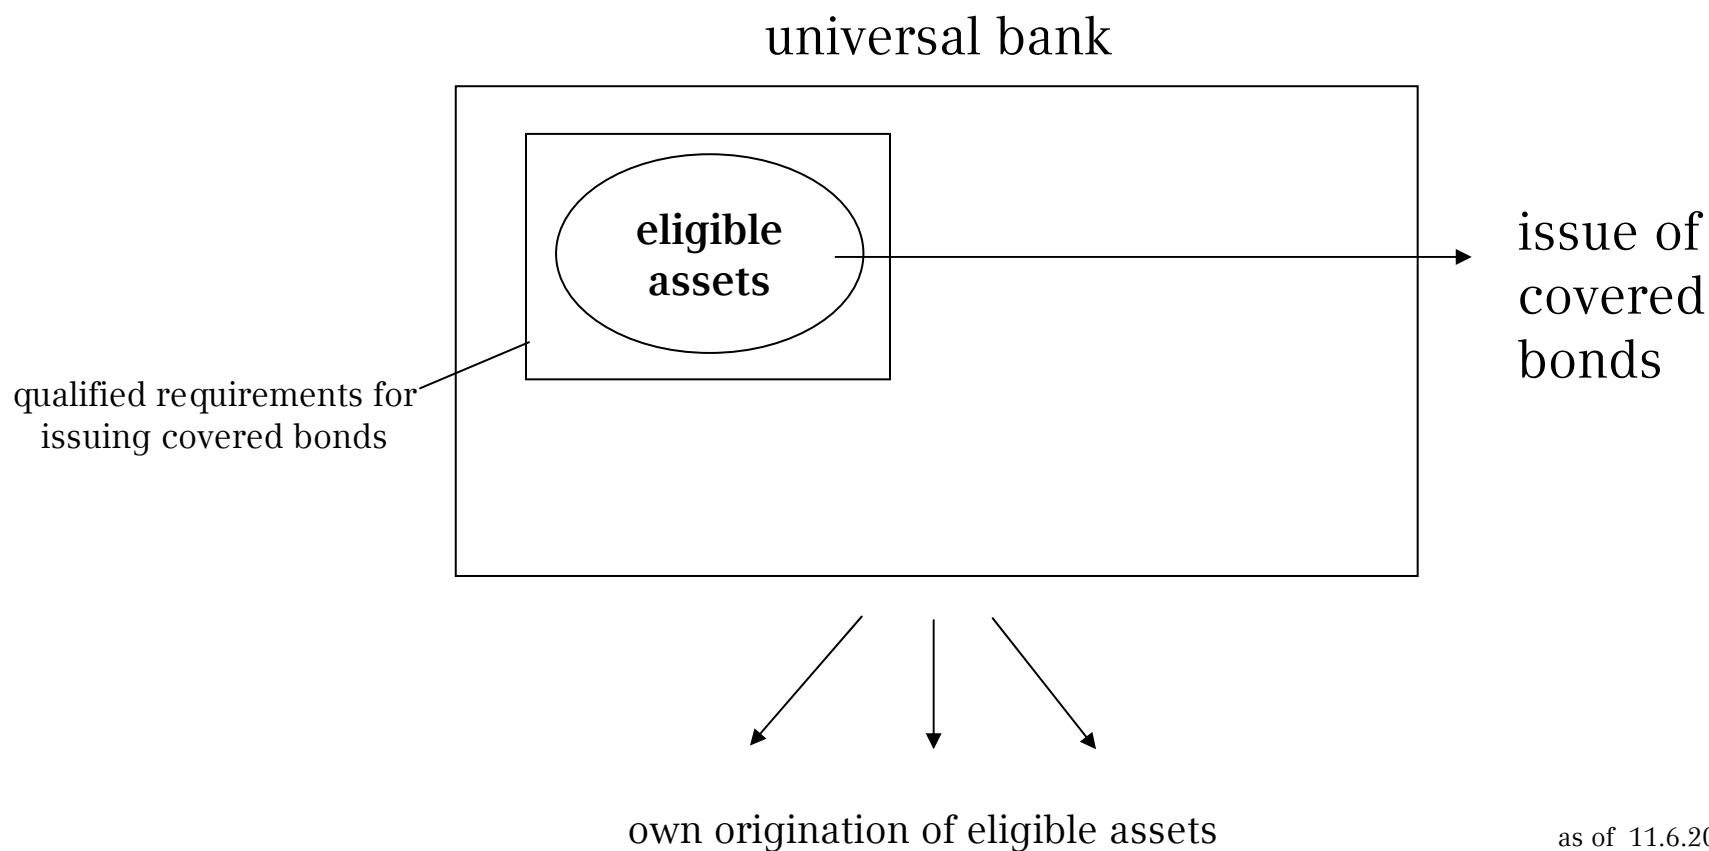 universal bank
eligible
assets
issue of
covered
bonds
qualified requirements for
issuing covered bonds
own origination of eligible assets
as of 11.6.20